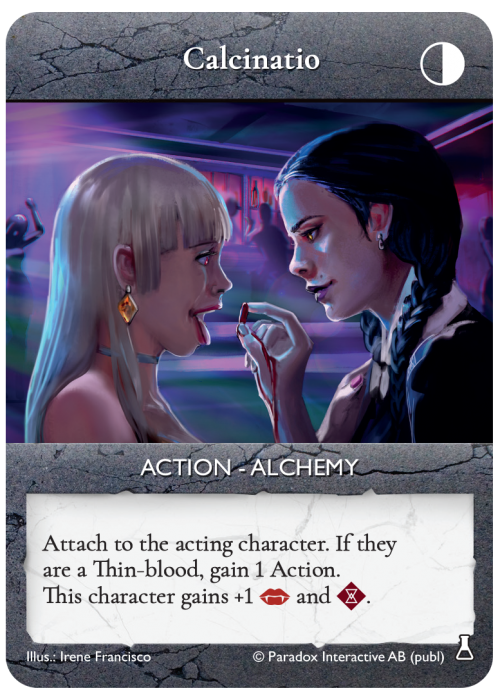 Calcinatio
ACTION - ALCHEMY
Attach to the acting character. If they
are a Thin-blood, gain 1 Action.
This character gains +1 and .
Illus.: Irene Francisco © Paradox Interactive AB (publ)